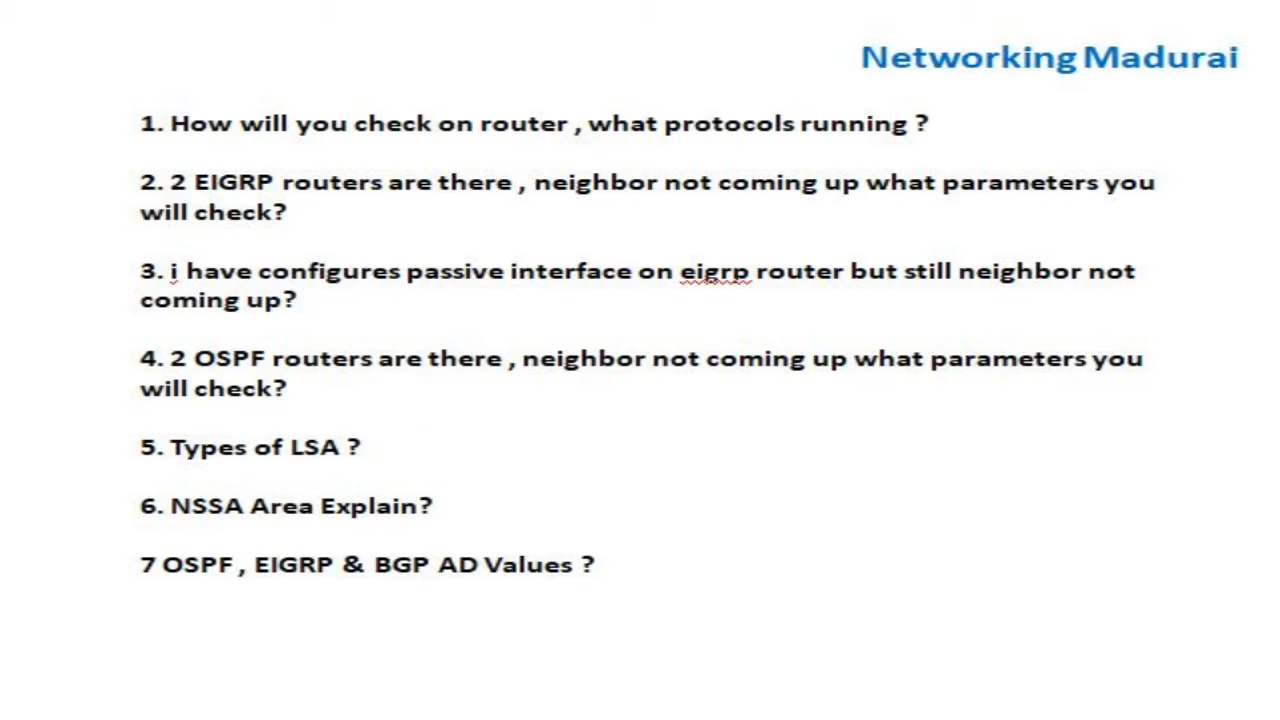 Networking Madurai
1. How will you check on router , what protocols running ?
2. 2 EIGRP routers are there , neighbor not coming up what parameters you
will check?
3. i have configures passive interface on eigrp router but still neighbor not
coming up?
4. 2 OSPF routers are there , neighbor not coming up what parameters you
will check?
5. Types of LSA ?
6. NSSA Area Explain?
7 OSPF , EIGRP & BGP AD Values ?